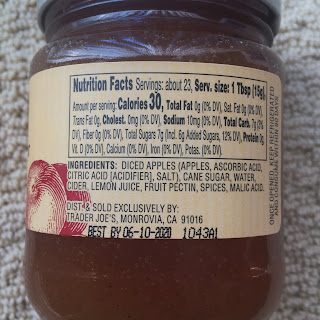 Nutrition Facts Servings: about 23, Serv. size: 1 Tbsp (15g),
Amount per serving: Calories 30, Total Fat 0g (0% DV), Sat. Fat 0g (0% DV),
Trans Fat 0g, Cholest. 0mg (0% DV), Sodium 10mg (0% DV), Total Carb. 7g (2%
DV), Fiber 0g (0% DV), Total Sugars 7g (Incl. 6g Added Sugars, 12% DV), Protein 0g,
Vit. D (0% DV), Calcium (0% DV), Iron (0% DV), Potas. (0% DV).
INGREDIENTS: DICED APPLES (APPLES, ASCORBIC ACID,
CITRIC ACID (ACIDIFIER), SALT), CANE SUGAR, WATER,
CIDER, LEMON JUICE, FRUIT PECTIN, SPICES, MALIC ACID.
DIST. & SOLD EXCLUSIVELY BY:
TRADER JOE'S, MONROVIA, CA 91016
BEST BY 06-10-2020 1043A1
ONCE OPENED, KEEP REFRIGERATED
AND CONSUME WITHIN DAYS